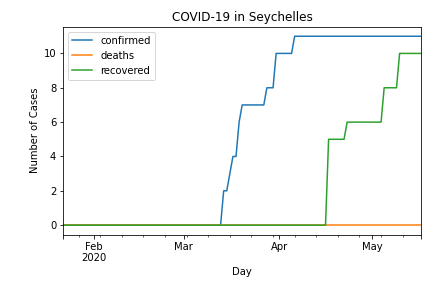 COVID-19 in Seychelles
confirmed
deaths
recovered
Number of Cases
10
8
6
4
2
0
Feb
2020
Mar
Apr
May
Day